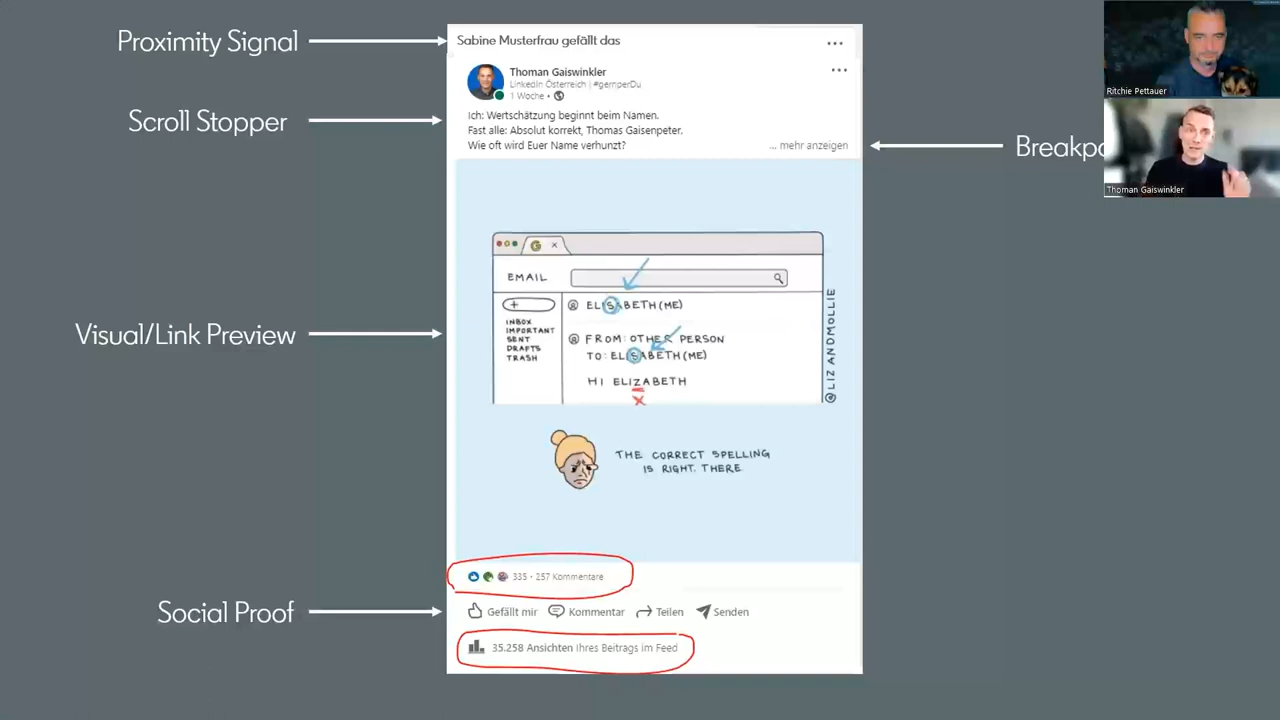 Proximity Signal
Sabine Musterfrau gefällt das
Thoman Gaiswinkler
LinkedIn Österreich | #gernperDu
1 Woche •
Scroll Stopper
Ich: Wertschätzung beginnt beim Namen.
Fast alle: Absolut korrekt, Thomas Gaisenpeter.
Wie oft wird Euer Name verhunzt?
... mehr anzeigen
Breakpo
Visual/Link Preview
G
EMAIL
+
INBOX
IMPORTANT
SENT
DRAFTS
TRASH
ELISABETH (ME)
FROM: OTHER PERSON
TO: ELISABETH (ME)
HI ELIZABETH
X
@LIZ ANDMOLLIE
THE CORRECT SPELLING
IS RIGHT. THERE
335 • 257 Kommentare
Social Proof
Gefällt mir
Kommentar
Teilen
Senden
35.258 Ansichten Ihres Beitrags im Feed
Ritchie Pettauer
Thoman Gaiswinkler